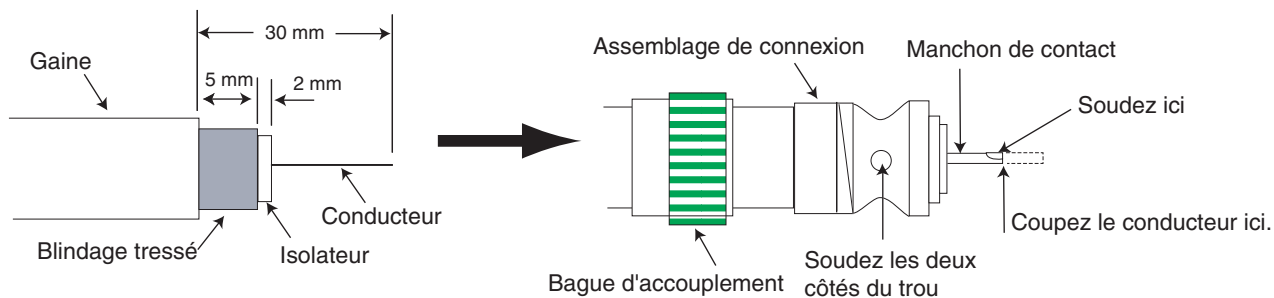 30 mm
Gaine
5 mm
2 mm
Conducteur
Blindage tressé
Isolateur
Assemblage de connexion
Manchon de contact
Soudez ici
Coupez le conducteur ici.
Bague d'accouplement
Soudez les deux
côtés du trou